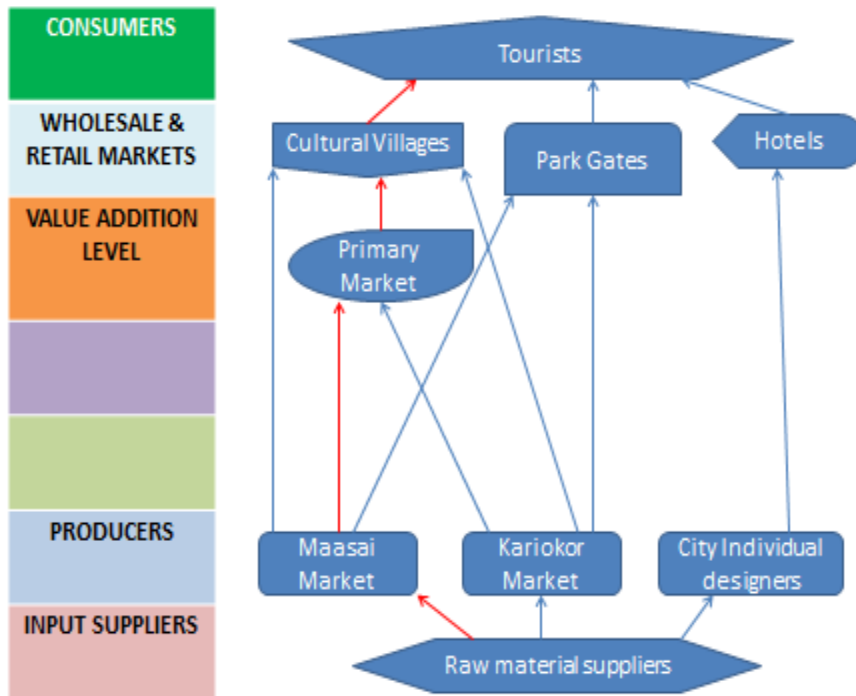 CONSUMERS
Tourists
WHOLESALE &
RETAIL MARKETS
Cultural Villages
Park Gates
Hotels
VALUE ADDITION
LEVEL
Primary
Market
PRODUCERS
Maasai
Market
Kariokor
Market
City Individual
designers
INPUT SUPPLIERS
Raw material suppliers